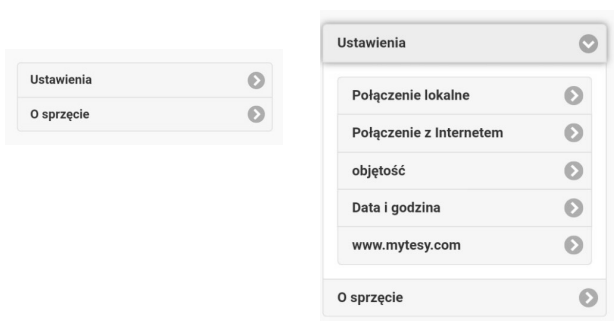 Ustawienia
O sprzęcie
Ustawienia
Połączenie lokalne
Połączenie z Internetem
objętość
Data i godzina
www.mytesy.com
O sprzęcie